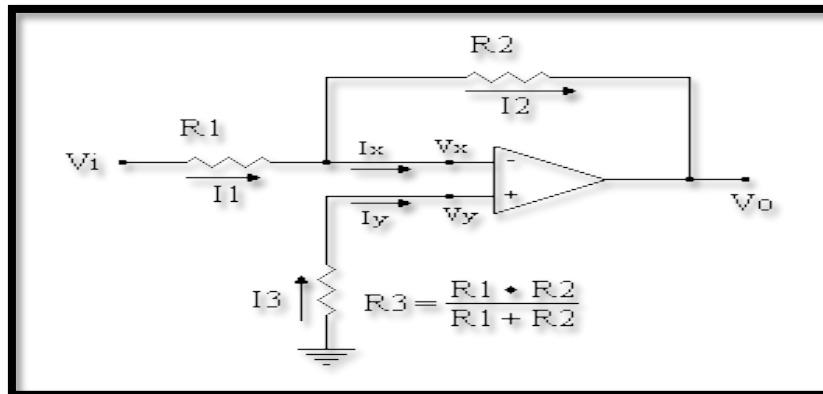 R2
I2
R1
Ix
Vx
Vi
-
I1
+
Iy
Vy
Vo
I3
R3 = R1 • R2 / R1 + R2